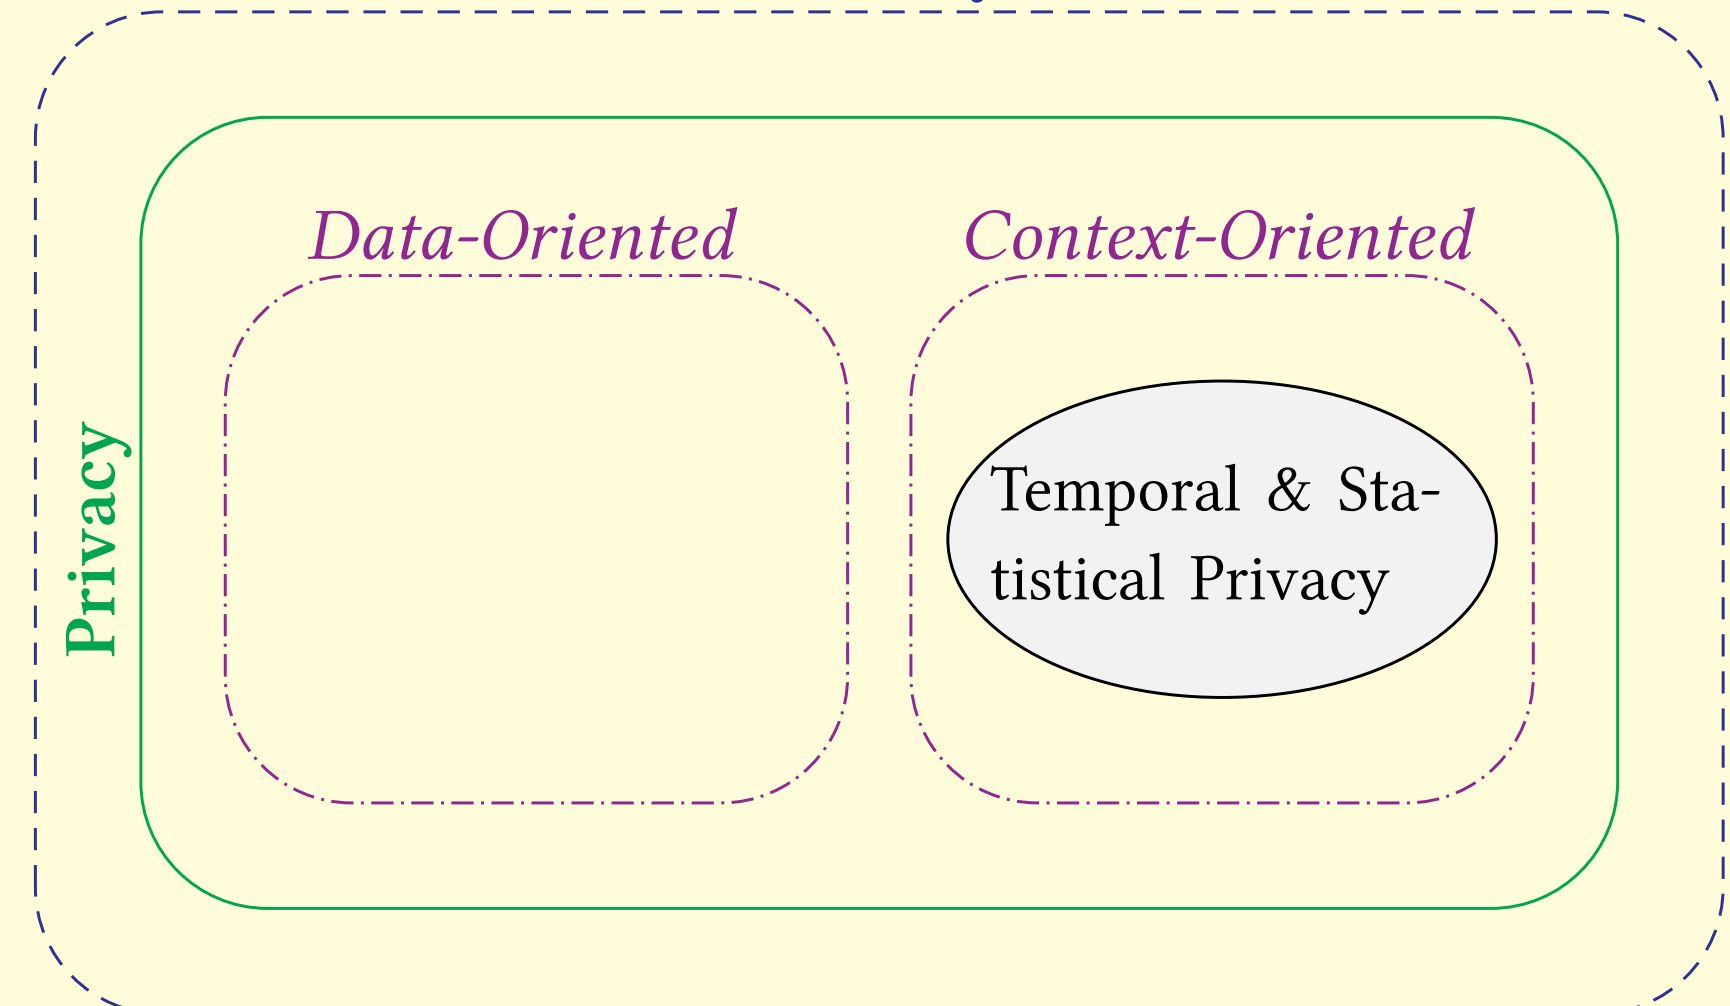 Privacy
Data-Oriented
Context-Oriented
Temporal & Sta-
tistical Privacy